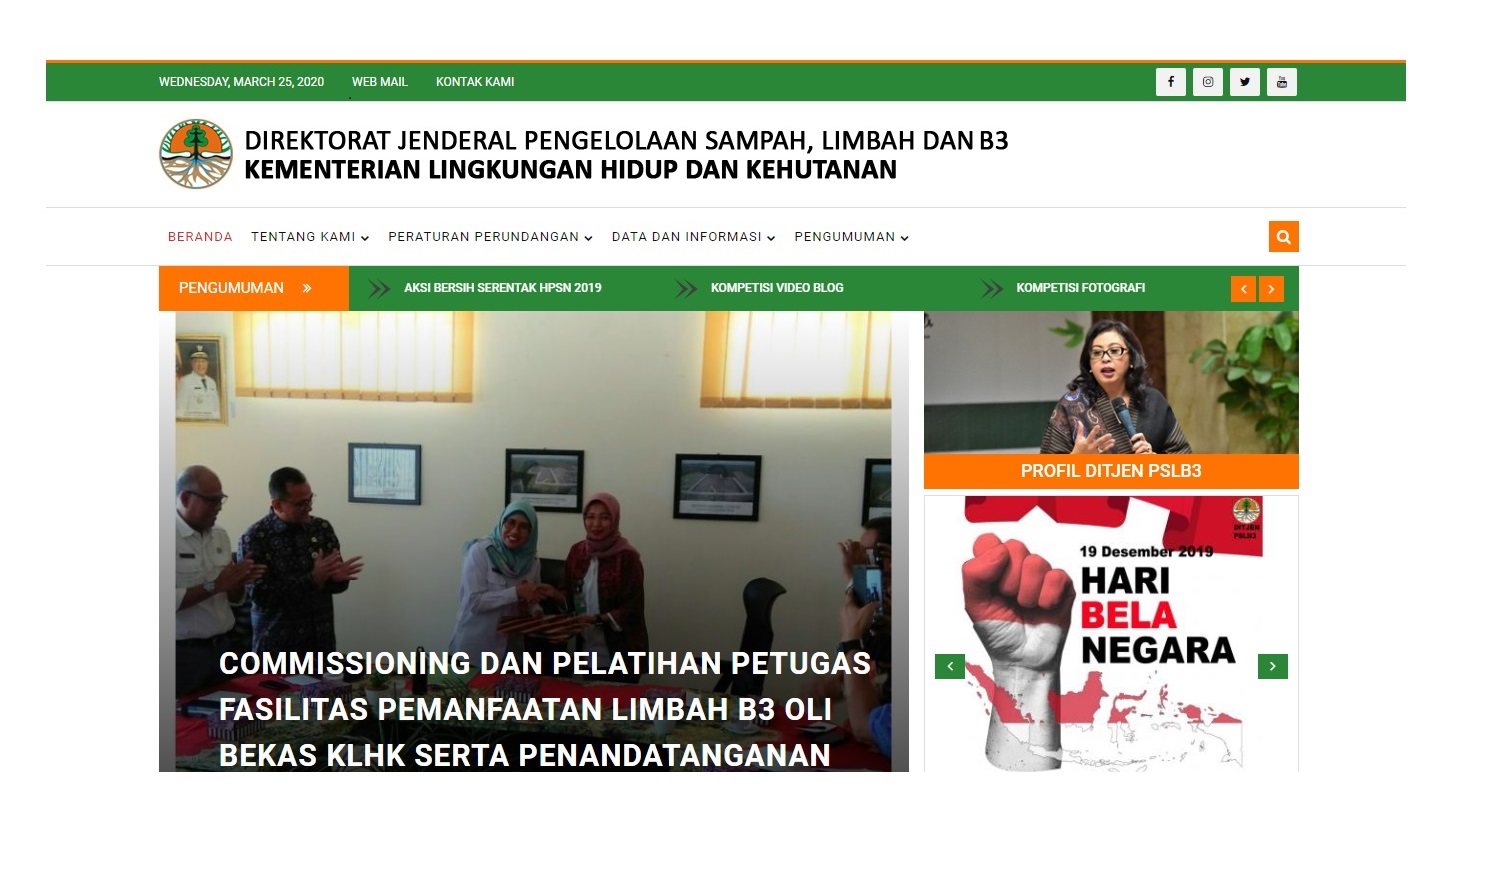 WEDNESDAY, MARCH 25, 2020 WEB MAIL KONTAK KAMI
DIREKTORAT JENDERAL PENGELOLAAN SAMPAH, LIMBAH DAN B3
KEMENTERIAN LINGKUNGAN HIDUP DAN KEHUTANAN
BERANDA TENTANG KAMI PERATURAN PERUNDANGAN DATA DAN INFORMASI PENGUMUMAN
PENGUMUMAN » AKSI BERSIH SERENTAK HPSN 2019 KOMPETISI VIDEO BLOG KOMPETISI FOTOGRAFI
COMMISSIONING DAN PELATIHAN PETUGAS
FASILITAS PEMANFAATAN LIMBAH B3 OLI
BEKAS KLHK SERTA PENANDATANGANAN
PROFIL DITJEN PSLB3
DITJEN
PSLB3
19 Desember 2019
HARI
BELA
NEGARA